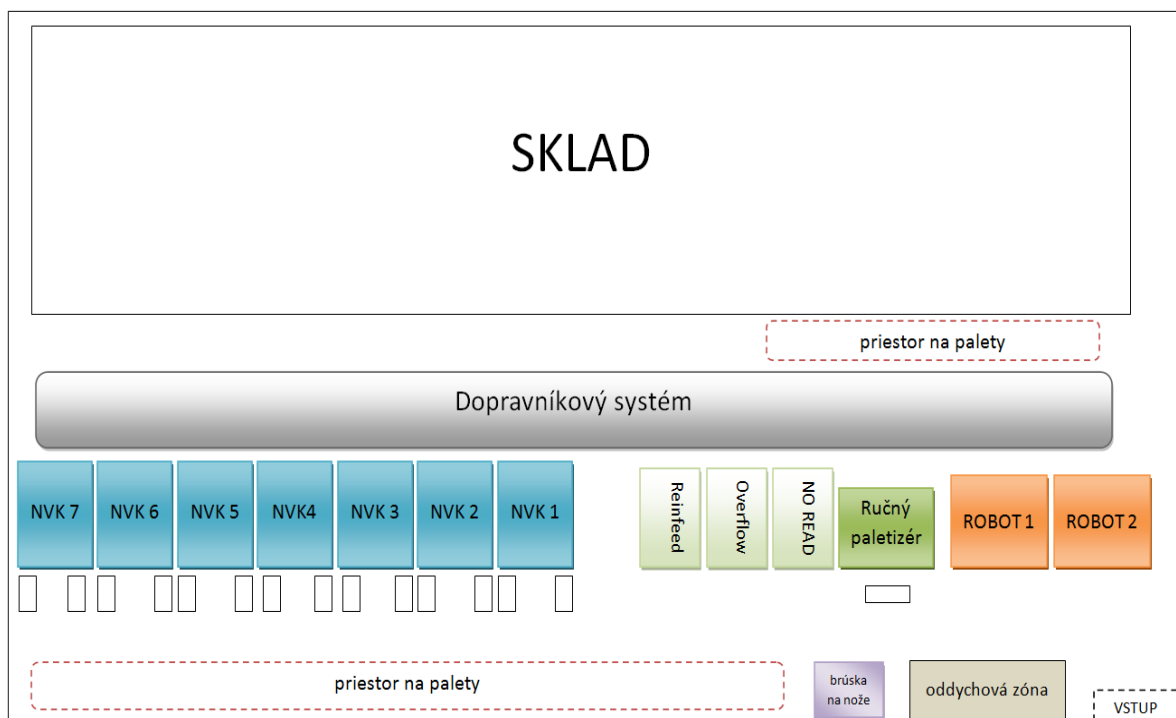 SKLAD
priestor na palety
Dopravníkový systém
NVK 7
NVK 6
NVK 5
NVK4
NVK 3
NVK 2
NVK 1
Reinfeed
Overflow
NO READ
Ručný
paletizér
ROBOT 1
ROBOT 2
priestor na palety
brúska
na nože
oddychová zóna
VSTUP